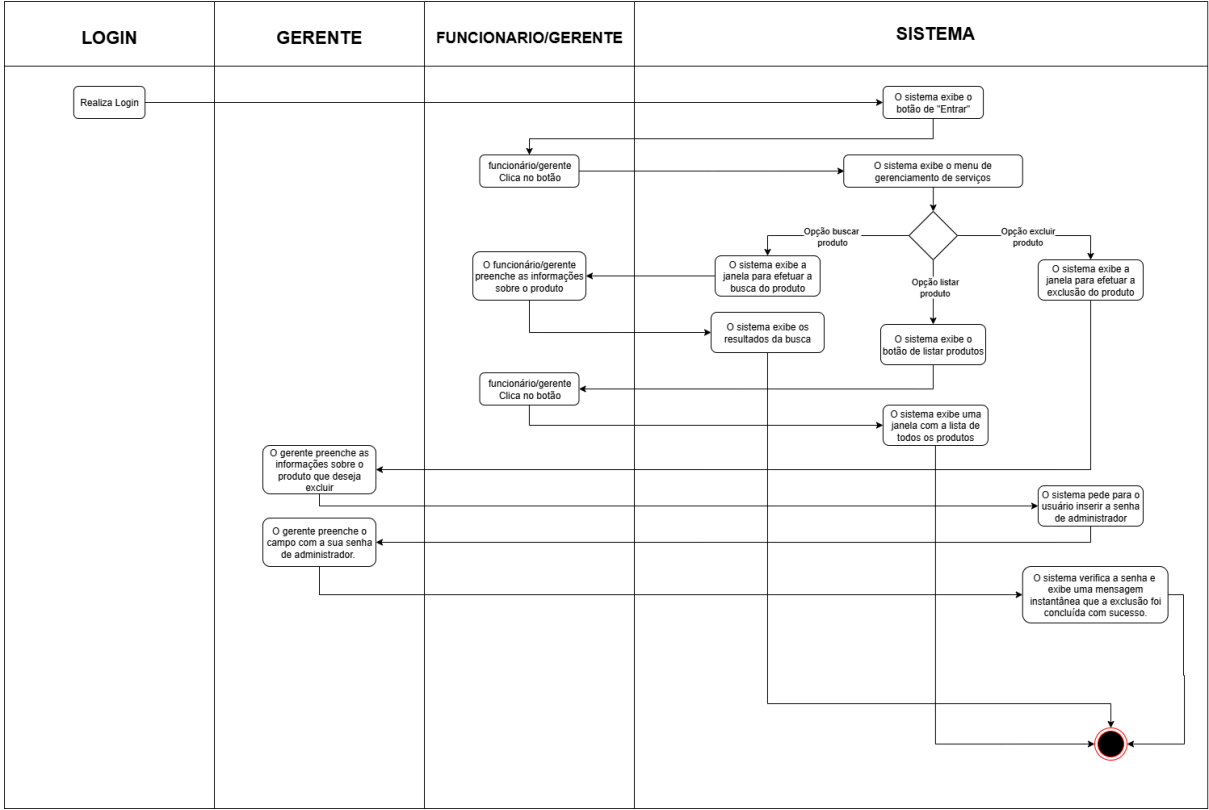 LOGIN
GERENTE
FUNCIONARIO/GERENTE
SISTEMA
Realiza Login
O sistema exibe o
botão de "Entrar"
funcionário/gerente
Clica no botão
O sistema exibe o menu de
gerenciamento de serviços
Opção buscar
produto
Opção excluir
produto
O funcionário/gerente
preenche as informações
sobre o produto
O sistema exibe a
janela para efetuar a
busca do produto
Opção listar
produto
O sistema exibe a
janela para efetuar a
exclusão do produto
O sistema exibe os
resultados da busca
O sistema exibe o
botão de listar produtos
funcionário/gerente
Clica no botão
O sistema exibe uma
janela com a lista de
todos os produtos
O gerente preenche as
informações sobre o
produto que deseja
excluir
O sistema pede para o
usuário inserir a senha
de administrador
O gerente preenche o
campo com a sua senha
de administrador.
O sistema verifica a senha e
exibe uma mensagem
instantânea que a exclusão foi
concluída com sucesso.